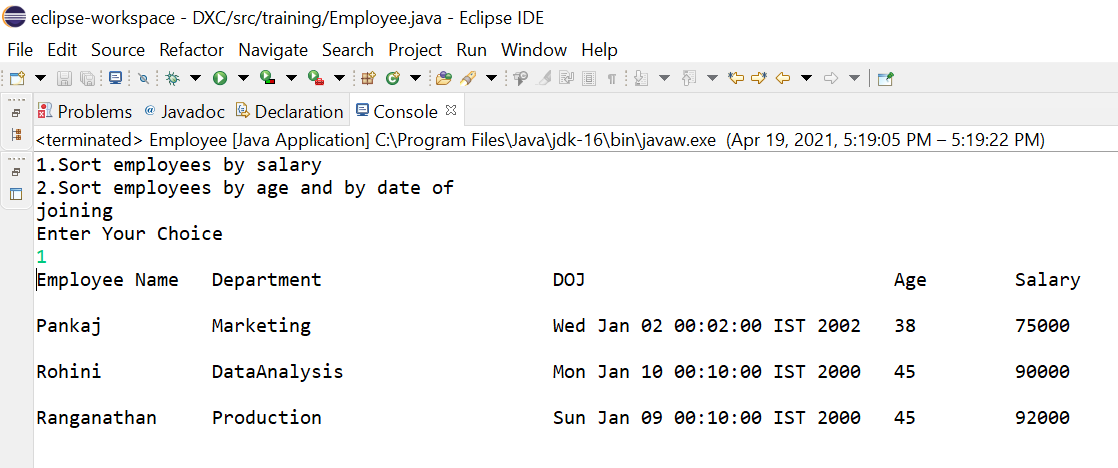 eclipse-workspace - DXC/src/training/Employee.java - Eclipse IDE
File Edit Source Refactor Navigate Search Project Run Window Help
Problems @ Javadoc Declaration Console
<terminated> Employee [Java Application] C:\Program Files\Java\jdk-16\bin\javaw.exe (Apr 19, 2021, 5:19:05 PM – 5:19:22 PM)
1.Sort employees by salary
2.Sort employees by age and by date of
joining
Enter Your Choice
1
Employee Name Department DOJ Age Salary
Pankaj Marketing Wed Jan 02 00:02:00 IST 2002 38 75000
Rohini DataAnalysis Mon Jan 10 00:10:00 IST 2000 45 90000
Ranganathan Production Sun Jan 09 00:10:00 IST 2000 45 92000